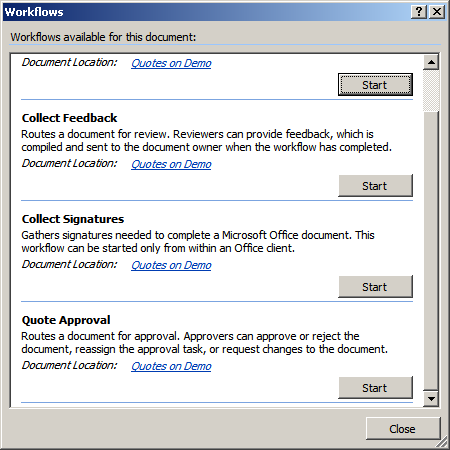 Workflows
Workflows available for this document:
Document Location: Quotes on Demo
Start
Collect Feedback
Routes a document for review. Reviewers can provide feedback, which is
compiled and sent to the document owner when the workflow has completed.
Document Location: Quotes on Demo
Start
Collect Signatures
Gathers signatures needed to complete a Microsoft Office document. This
workflow can be started only from within an Office client.
Document Location: Quotes on Demo
Start
Quote Approval
Routes a document for approval. Approvers can approve or reject the
document, reassign the approval task, or request changes to the document.
Document Location: Quotes on Demo
Start
Close